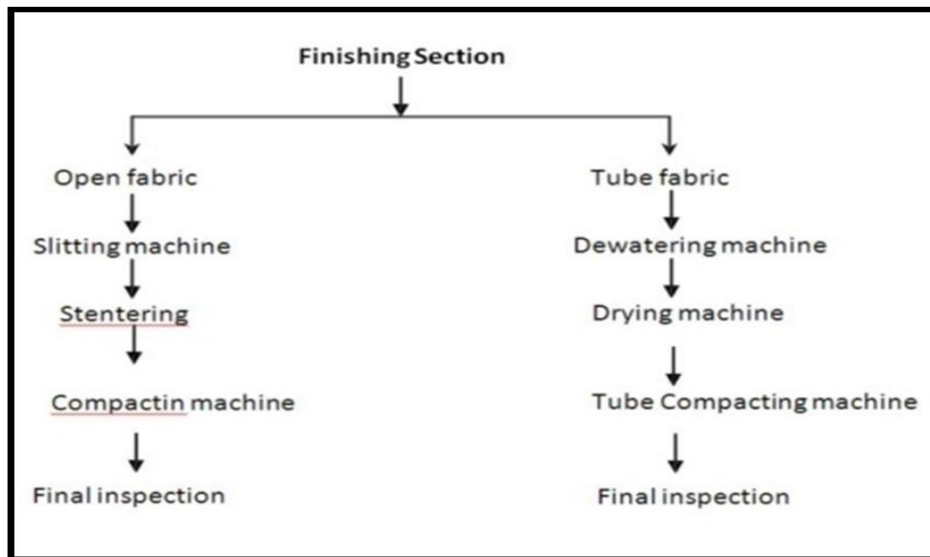 Finishing Section
Open fabric
Slitting machine
Stentering
Compactin machine
Final inspection
Tube fabric
Dewatering machine
Drying machine
Tube Compacting machine
Final inspection